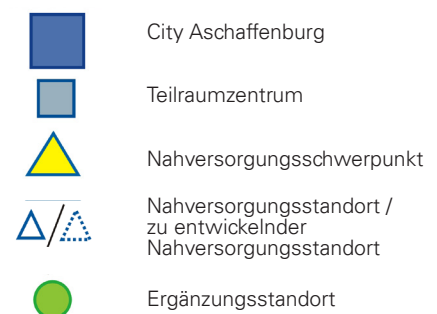 City Aschaffenburg
Teilraumzentrum
Nahversorgungsschwerpunkt
Nahversorgungsstandort /
zu entwickelnder
Nahversorgungsstandort
Ergänzungsstandort